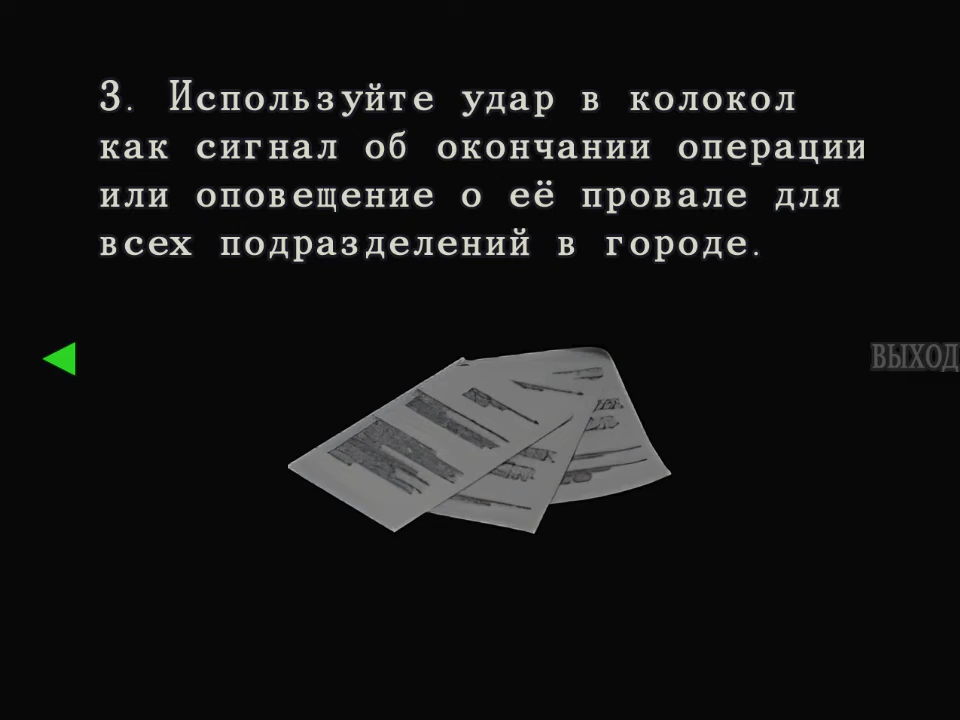 3. Используйте удар в колокол
как сигнал об окончании операции
или оповещение о её провале для
всех подразделений в городе.
ВЫХОД